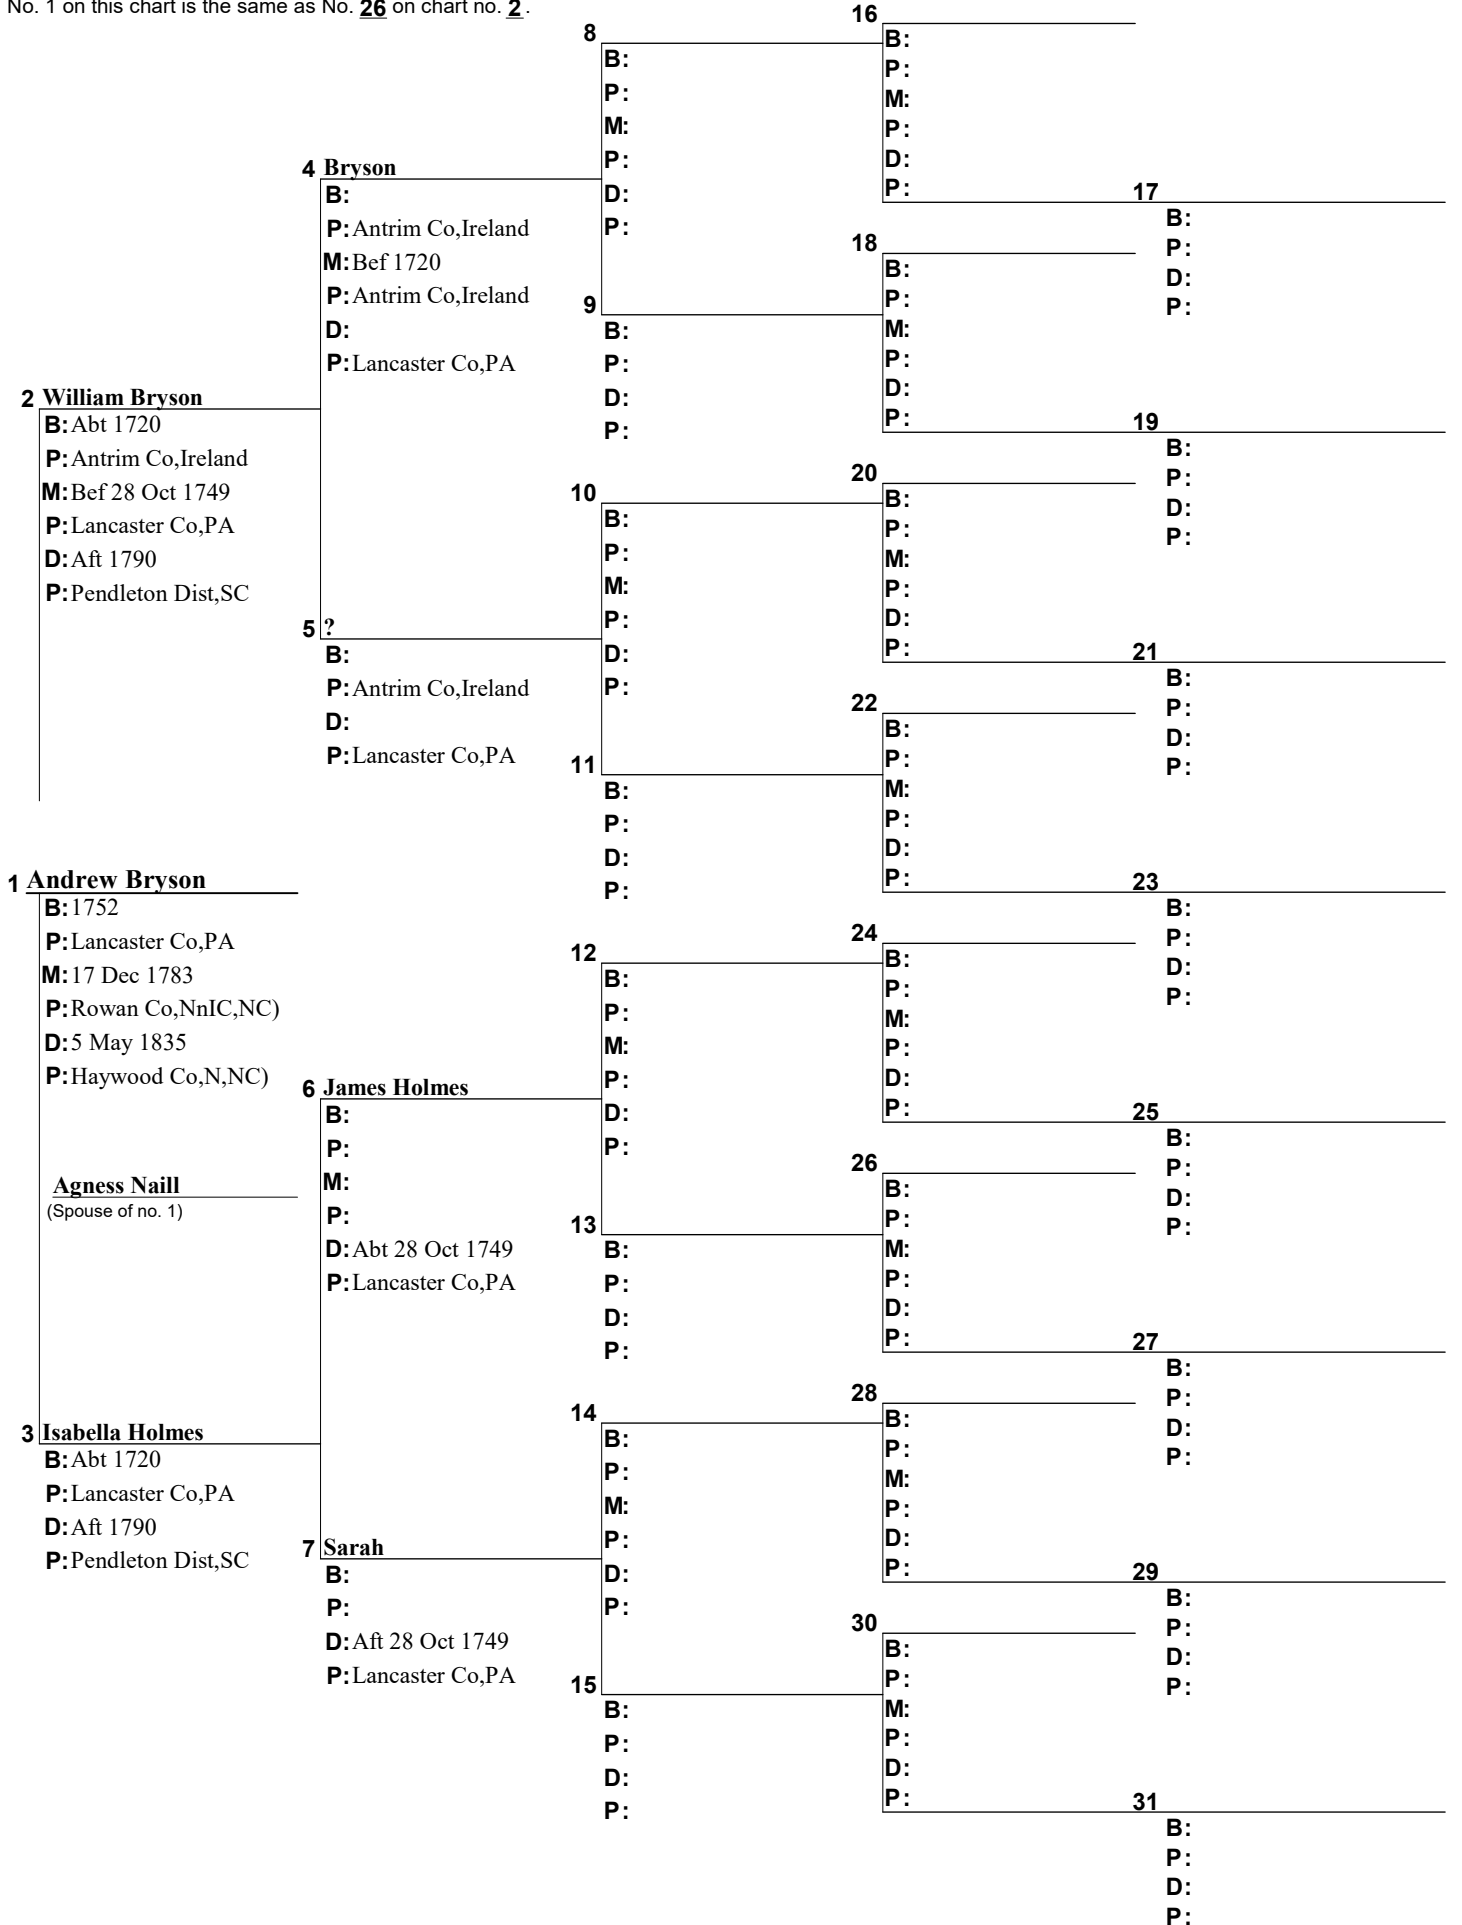 No. 1 on this chart is the same as No. 26 on chart no. 2 .
1 Andrew Bryson
B: 1752
P: Lancaster Co,PA
M: 17 Dec 1783
P: Rowan Co,NnIC,NC)
D: 5 May 1835
P: Haywood Co,N,NC)
Agness Naill
(Spouse of no. 1)
2 William Bryson
B: Abt 1720
P: Antrim Co,Ireland
M: Bef 28 Oct 1749
P: Lancaster Co,PA
D: Aft 1790
P: Pendleton Dist,SC
3 Isabella Holmes
B: Abt 1720
P: Lancaster Co,PA
D: Aft 1790
P: Pendleton Dist,SC
4 Bryson
B:
P: Antrim Co,Ireland
M: Bef 1720
P: Antrim Co,Ireland
D:
P: Lancaster Co,PA
5 ?
B:
P: Antrim Co,Ireland
D:
P: Lancaster Co,PA
6 James Holmes
B:
P:
M:
P:
D: Abt 28 Oct 1749
P: Lancaster Co,PA
7 Sarah
B:
P:
D: Aft 28 Oct 1749
P: Lancaster Co,PA
8
B:
P:
M:
P:
D:
P:
9
B:
P:
D:
P:
10
B:
P:
M:
P:
D:
P:
11
B:
P:
D:
P:
12
B:
P:
M:
P:
D:
P:
13
B:
P:
D:
P:
14
B:
P:
M:
P:
D:
P:
15
B:
P:
D:
P:
16
B:
P:
M:
P:
D:
P:
17
B:
P:
D:
P:
18
B:
P:
M:
P:
D:
P:
19
B:
P:
D:
P:
20
B:
P:
M:
P:
D:
P:
21
B:
P:
D:
P:
22
B:
P:
M:
P:
D:
P:
23
B:
P:
D:
P:
24
B:
P:
M:
P:
D:
P:
25
B:
P:
D:
P:
26
B:
P:
M:
P:
D:
P:
27
B:
P:
D:
P:
28
B:
P:
M:
P:
D:
P:
29
B:
P:
D:
P:
30
B:
P:
M:
P:
D:
P:
31
B:
P:
D:
P: